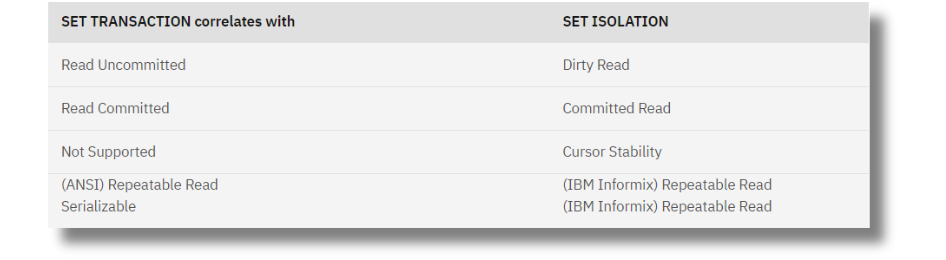 SET TRANSACTION correlates with SET ISOLATION
Read Uncommitted Dirty Read
Read Committed Committed Read
Not Supported Cursor Stability
(ANSI) Repeatable Read (IBM Informix) Repeatable Read
Serializable (IBM Informix) Repeatable Read